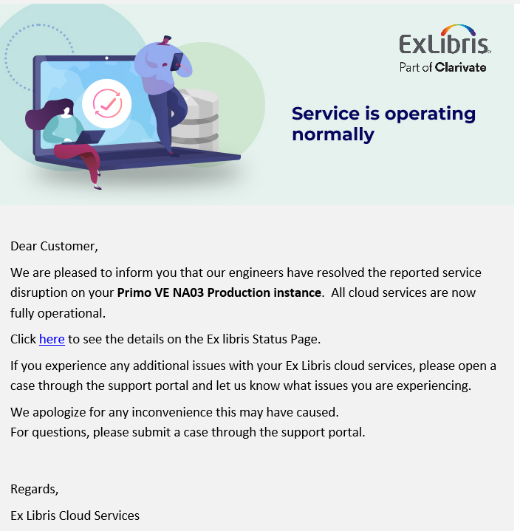 ExLibris
Part of Clarivate
Service is operating
normally
Dear Customer,
We are pleased to inform you that our engineers have resolved the reported service
disruption on your Primo VE NA03 Production instance.  All cloud services are now
fully operational.
Click here to see the details on the Ex libris Status Page.
If you experience any additional issues with your Ex Libris cloud services, please open a
case through the support portal and let us know what issues you are experiencing.
We apologize for any inconvenience this may have caused.
For questions, please submit a case through the support portal.
Regards,
Ex Libris Cloud Services